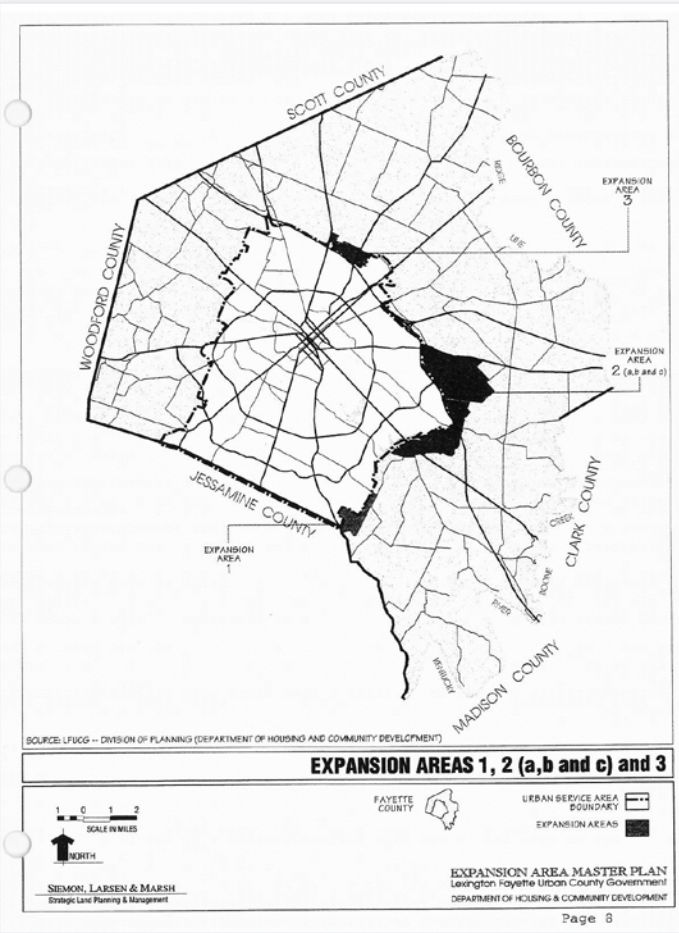 SCOTT COUNTY
BOURBON COUNTY
RIDGE
LINE
EXPANSION
AREA
3
WOODFORD COUNTY
EXPANSION
AREA
2 (a,b and c)
JESSAMINE COUNTY
EXPANSION
AREA
1
CLARK COUNTY
CREEK
BOONE
RIVER
KENTUCKY
MADISON COUNTY
SOURCE: LFUCG -- DIVISION OF PLANNING (DEPARTMENT OF HOUSING AND COMMUNITY DEVELOPMENT)
EXPANSION AREAS 1, 2 (a,b and c) and 3
1 0 1 2
SCALE IN MILES
NORTH
FAYETTE
COUNTY
URBAN SERVICE AREA
BOUNDARY
EXPANSION AREAS
SIEMON, LARSEN & MARSH
Strategic Land Planning & Management
EXPANSION AREA MASTER PLAN
Lexington Fayette Urban County Government
DEPARTMENT OF HOUSING & COMMUNITY DEVELOPMENT
Page 8